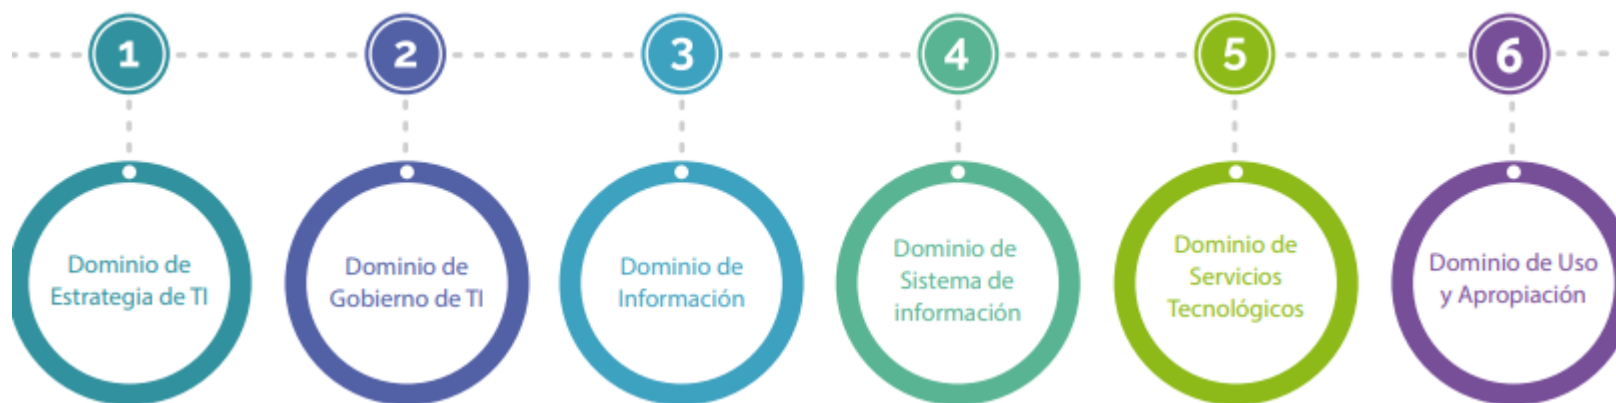 1
2
3
4
5
6
Dominio de
Estrategia de TI
Dominio de
Gobierno de TI
Dominio de
Información
Dominio de
Sistema de
información
Dominio de
Servicios
Tecnológicos
Dominio de Uso
y Apropiación